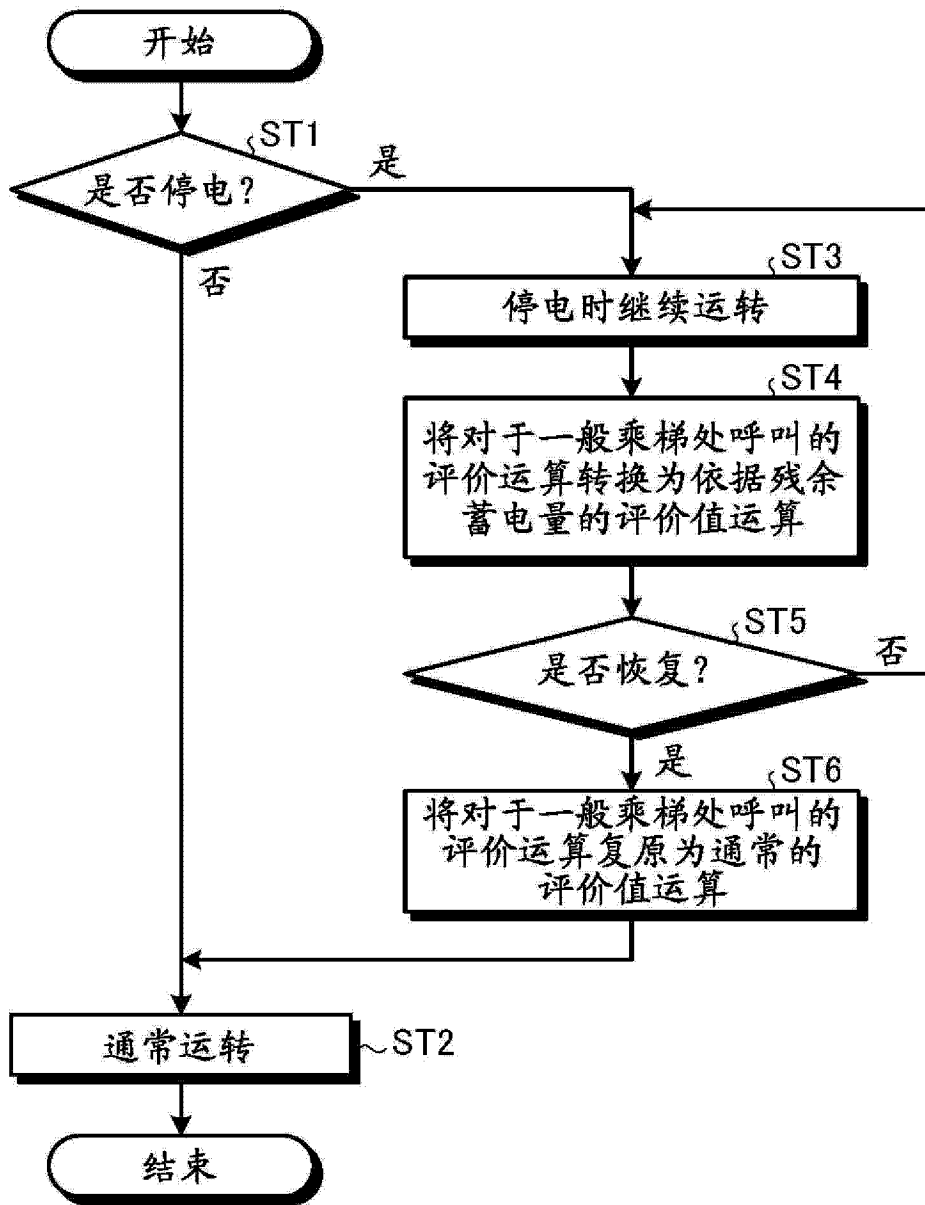 开始
ST1
是否停电?
是
否
ST3
停电时继续运转
ST4
将对于一般乘梯处呼叫的
评价运算转换为依据残余
蓄电量的评价值运算
ST5
是否恢复?
否
是
ST6
将对于一般乘梯处呼叫的
评价运算复原为通常的
评价值运算
通常运转
ST2
结束